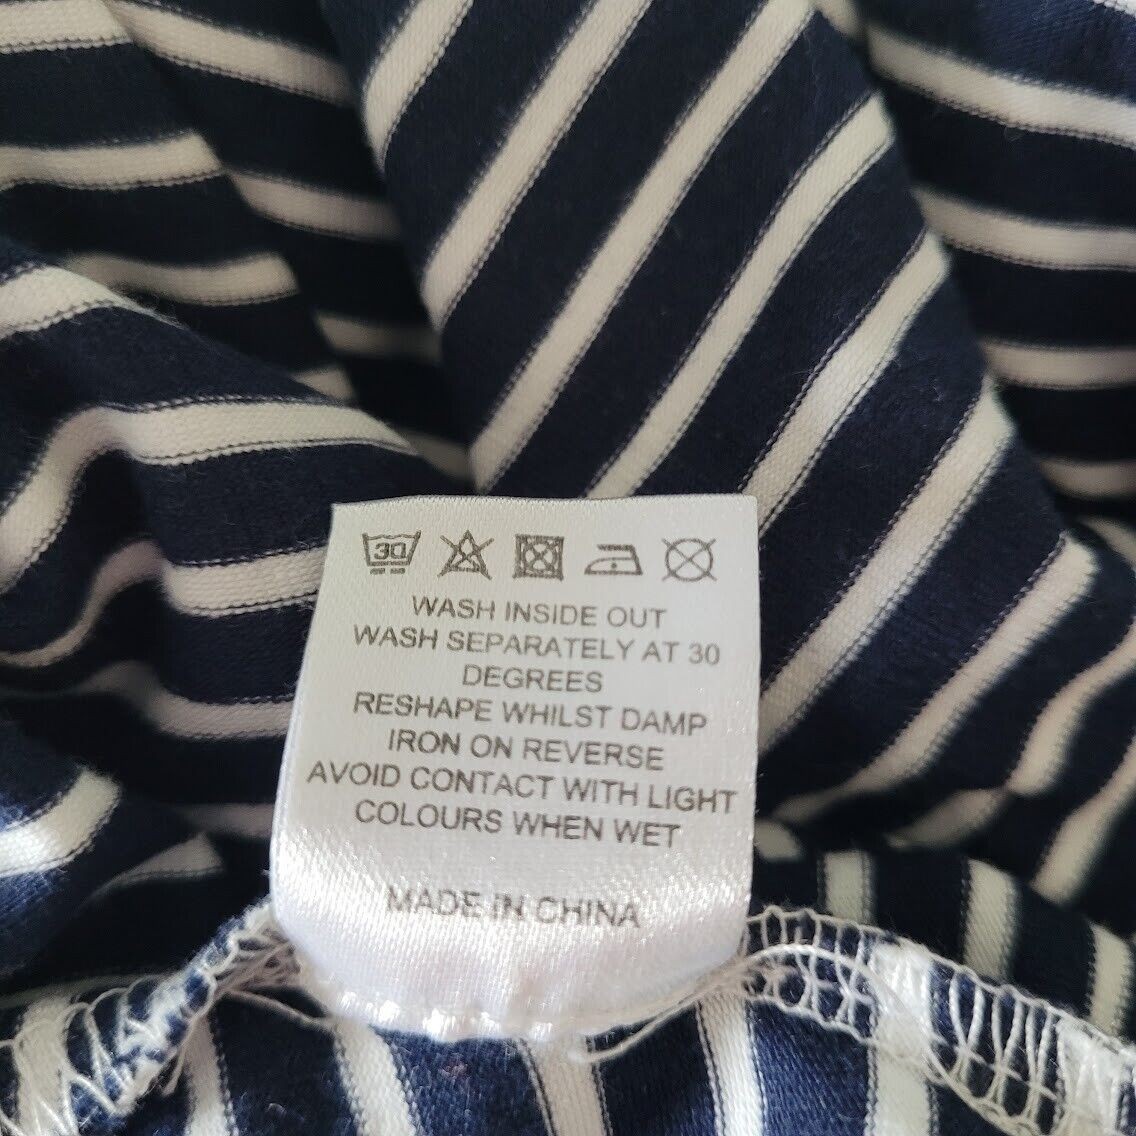 30
WASH INSIDE OUT
WASH SEPARATELY AT 30
DEGREES
RESHAPE WHILST DAMP
IRON ON REVERSE
AVOID CONTACT WITH LIGHT
COLOURS WHEN WET
MADE IN CHINA